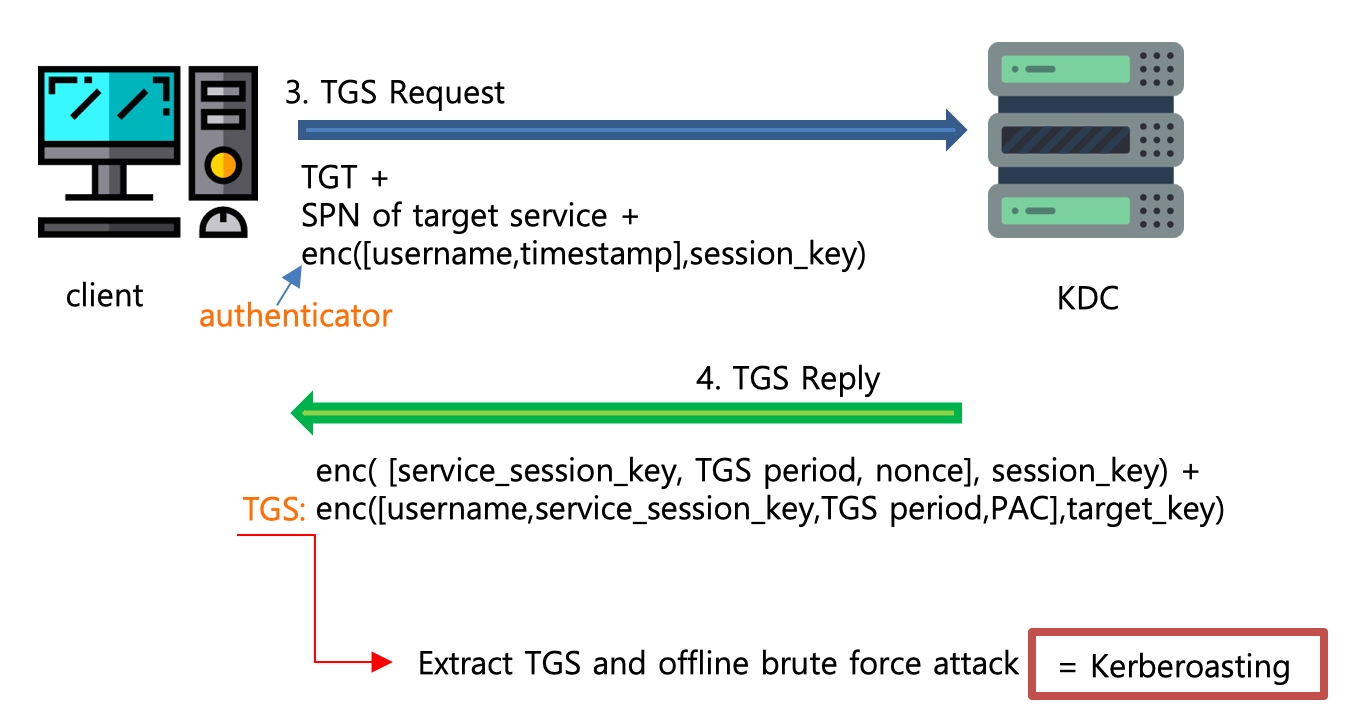 3. TGS Request
TGT +
SPN of target service +
enc([username,timestamp],session_key)
client
authenticator
KDC
4. TGS Reply
enc( [service_session_key, TGS period, nonce], session_key) +
TGS: enc([username,service_session_key,TGS period,PAC],target_key)
Extract TGS and offline brute force attack = Kerberoasting